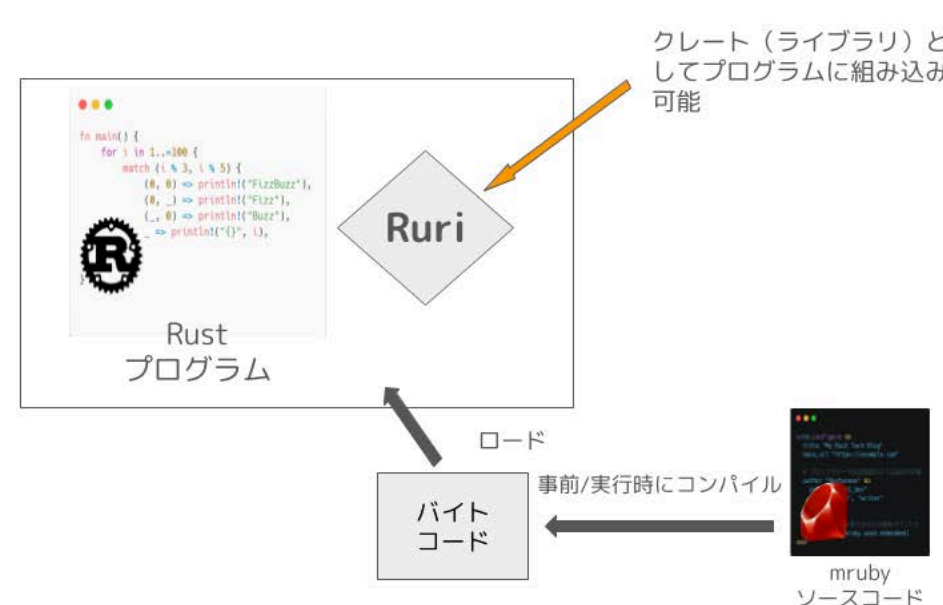 クレート（ライブラリ）と
してプログラムに組み込み
可能
fn main() {
for i in 1..=100 {
match (i % 3, i % 5) {
(0, 0) => println!("FizzBuzz"),
(0, _) => println!("Fizz"),
(_, 0) => println!("Buzz"),
_ => println!("{}", i),
}
R
Ruri
Rust
プログラム
ロード
事前/実行時にコンパイル
バイト
コード
mruby
ソースコード